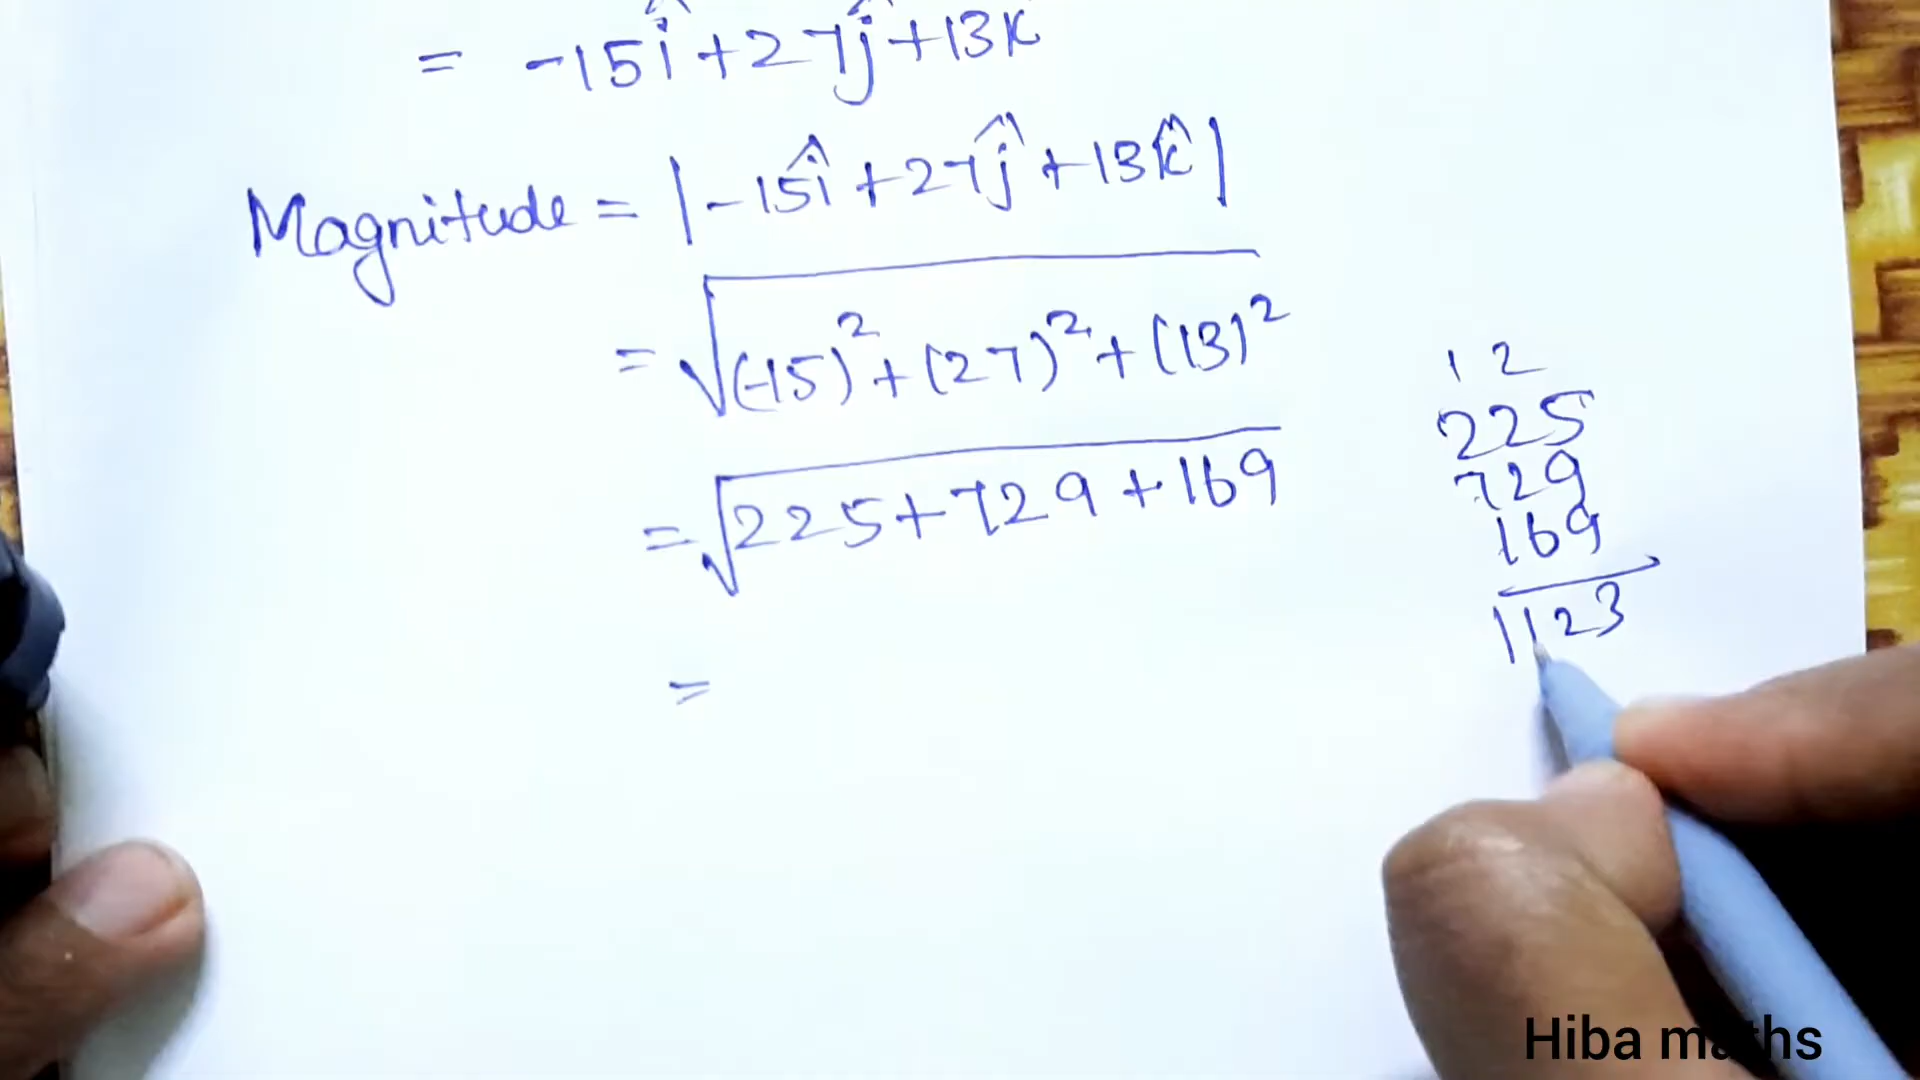 = -15î + 27ĵ + 13k̂
Magnitude = |-15î + 27ĵ + 13k̂|
= √(-15)² + (27)² + (13)²
= √225 + 729 + 169
=
1 2
225
729
169
1123
Hiba maths